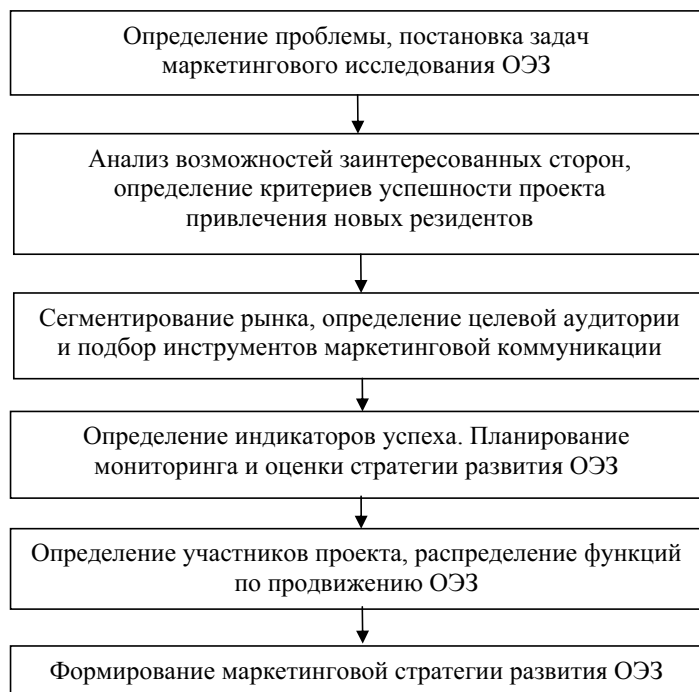 Определение проблемы, постановка задач
маркетингового исследования ОЭЗ
Анализ возможностей заинтересованных сторон,
определение критериев успешности проекта
привлечения новых резидентов
Сегментирование рынка, определение целевой аудитории
и подбор инструментов маркетинговой коммуникации
Определение индикаторов успеха. Планирование
мониторинга и оценки стратегии развития ОЭЗ
Определение участников проекта, распределение функций
по продвижению ОЭЗ
Формирование маркетинговой стратегии развития ОЭЗ